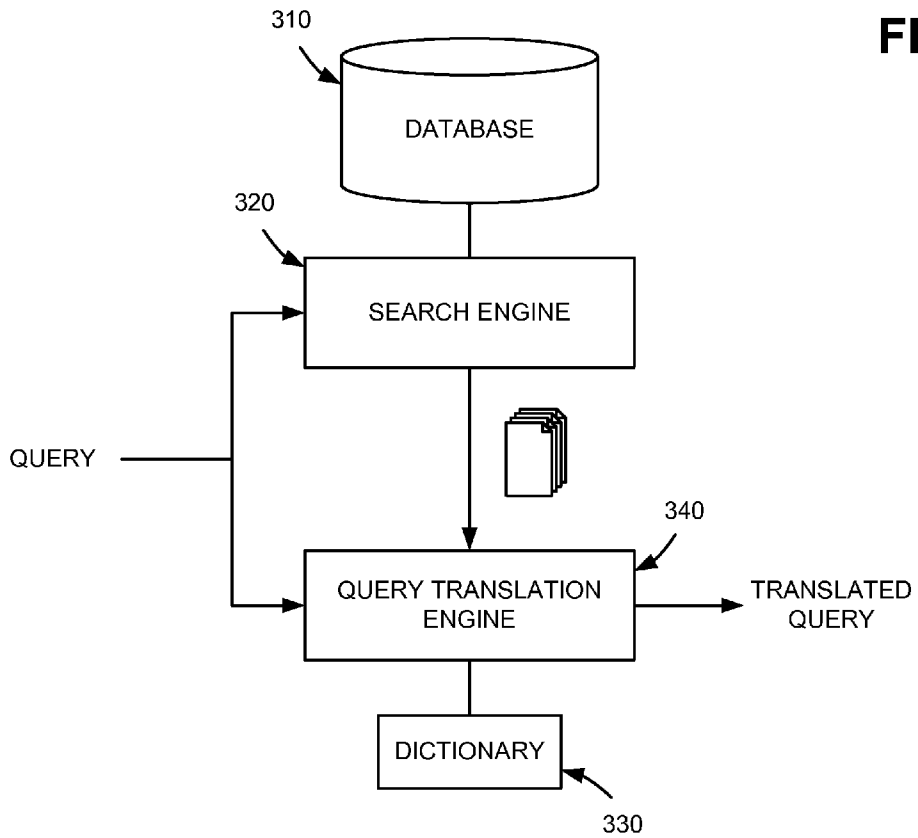 310
FI
DATABASE
320
SEARCH ENGINE
QUERY
340
QUERY TRANSLATION
ENGINE
TRANSLATED
QUERY
DICTIONARY
330